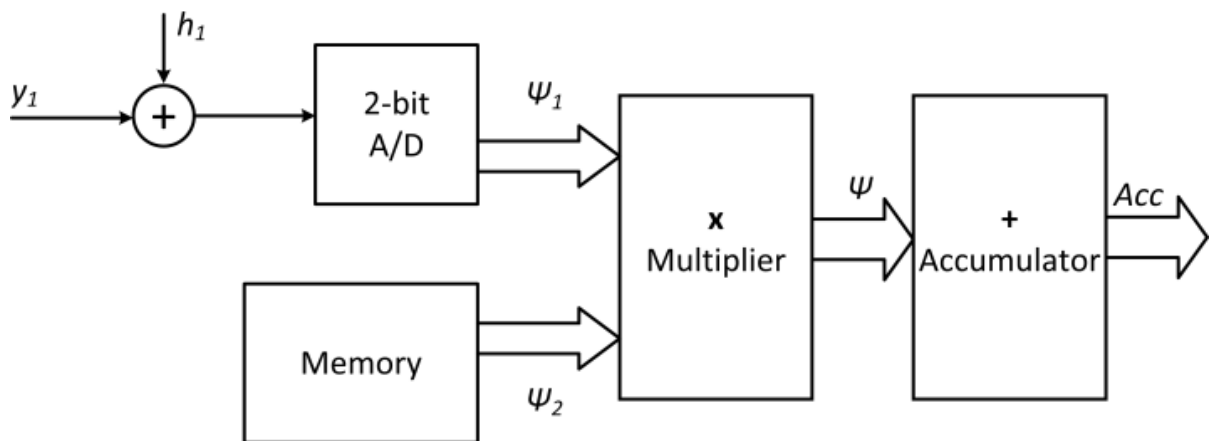 h₁
y₁
+
2-bit
A/D
Ψ₁
x
Multiplier
Ψ
+
Accumulator
Acc
Memory
Ψ₂